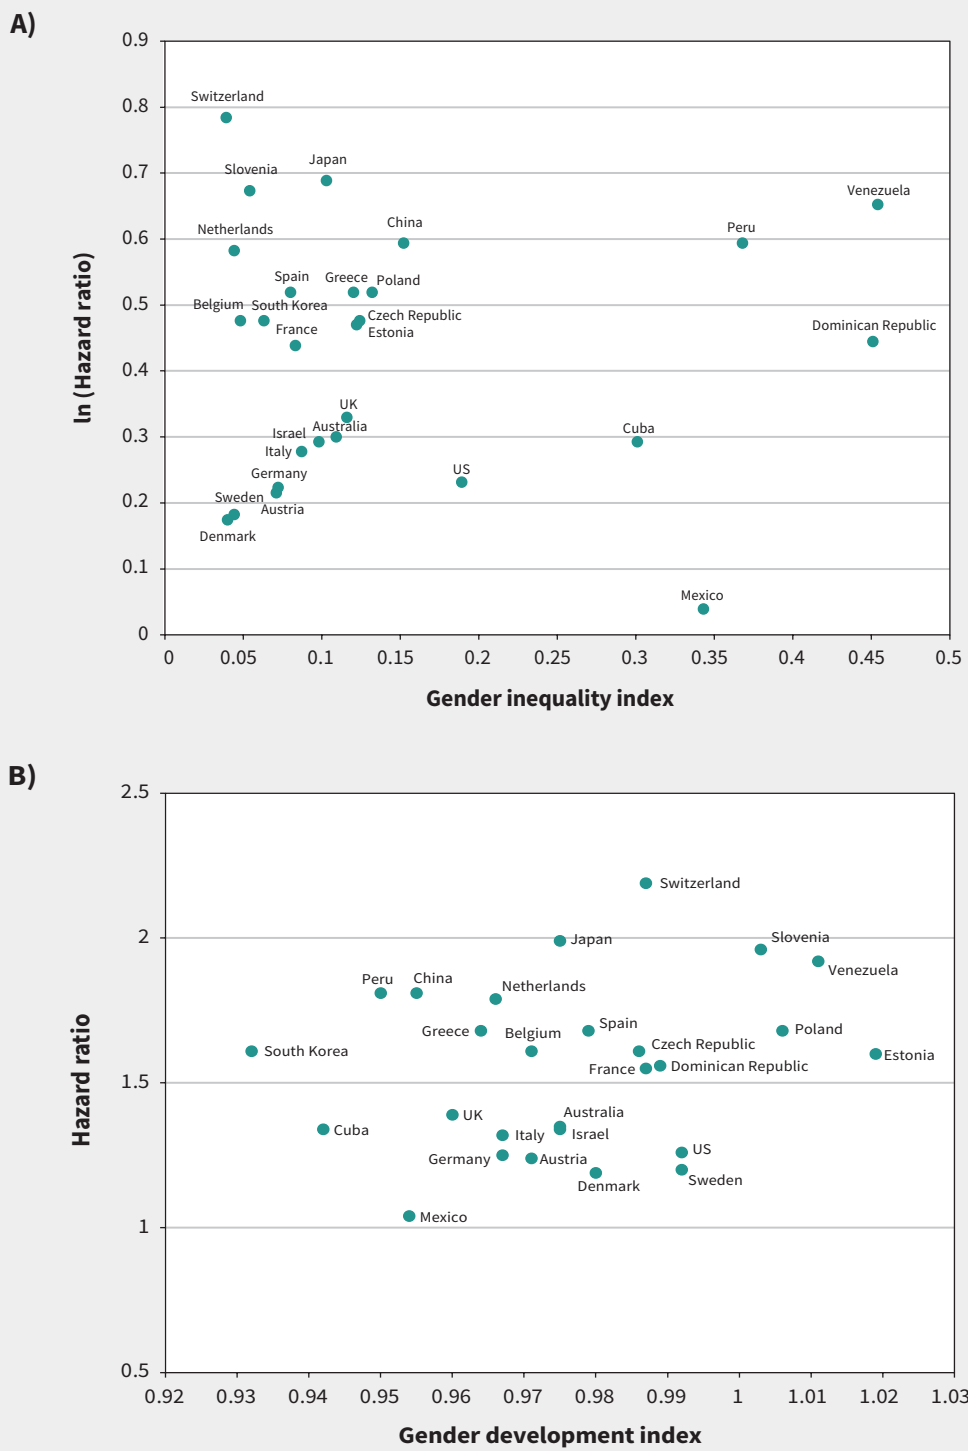 A)
0.9
0.8
0.7
0.6
0.5
0.4
0.3
0.2
0.1
0
ln (Hazard ratio)
Switzerland
Japan
Slovenia
Venezuela
China
Peru
Netherlands
Spain
Greece
Poland
Belgium
South Korea
Czech Republic
Estonia
France
Dominican Republic
UK
Australia
Cuba
Israel
Italy
US
Germany
Sweden
Austria
Denmark
Mexico
0 0.05 0.1 0.15 0.2 0.25 0.3 0.35 0.4 0.45 0.5
Gender inequality index
B)
2.5
2
1.5
1
0.5
Hazard ratio
Switzerland
Japan
Slovenia
Venezuela
Peru
China
Netherlands
Greece
Belgium
Spain
Poland
South Korea
Czech Republic
Estonia
France
Dominican Republic
UK
Australia
Cuba
Italy
Israel
Germany
Austria
US
Denmark
Sweden
Mexico
0.92 0.93 0.94 0.95 0.96 0.97 0.98 0.99 1 1.01 1.02 1.03
Gender development index